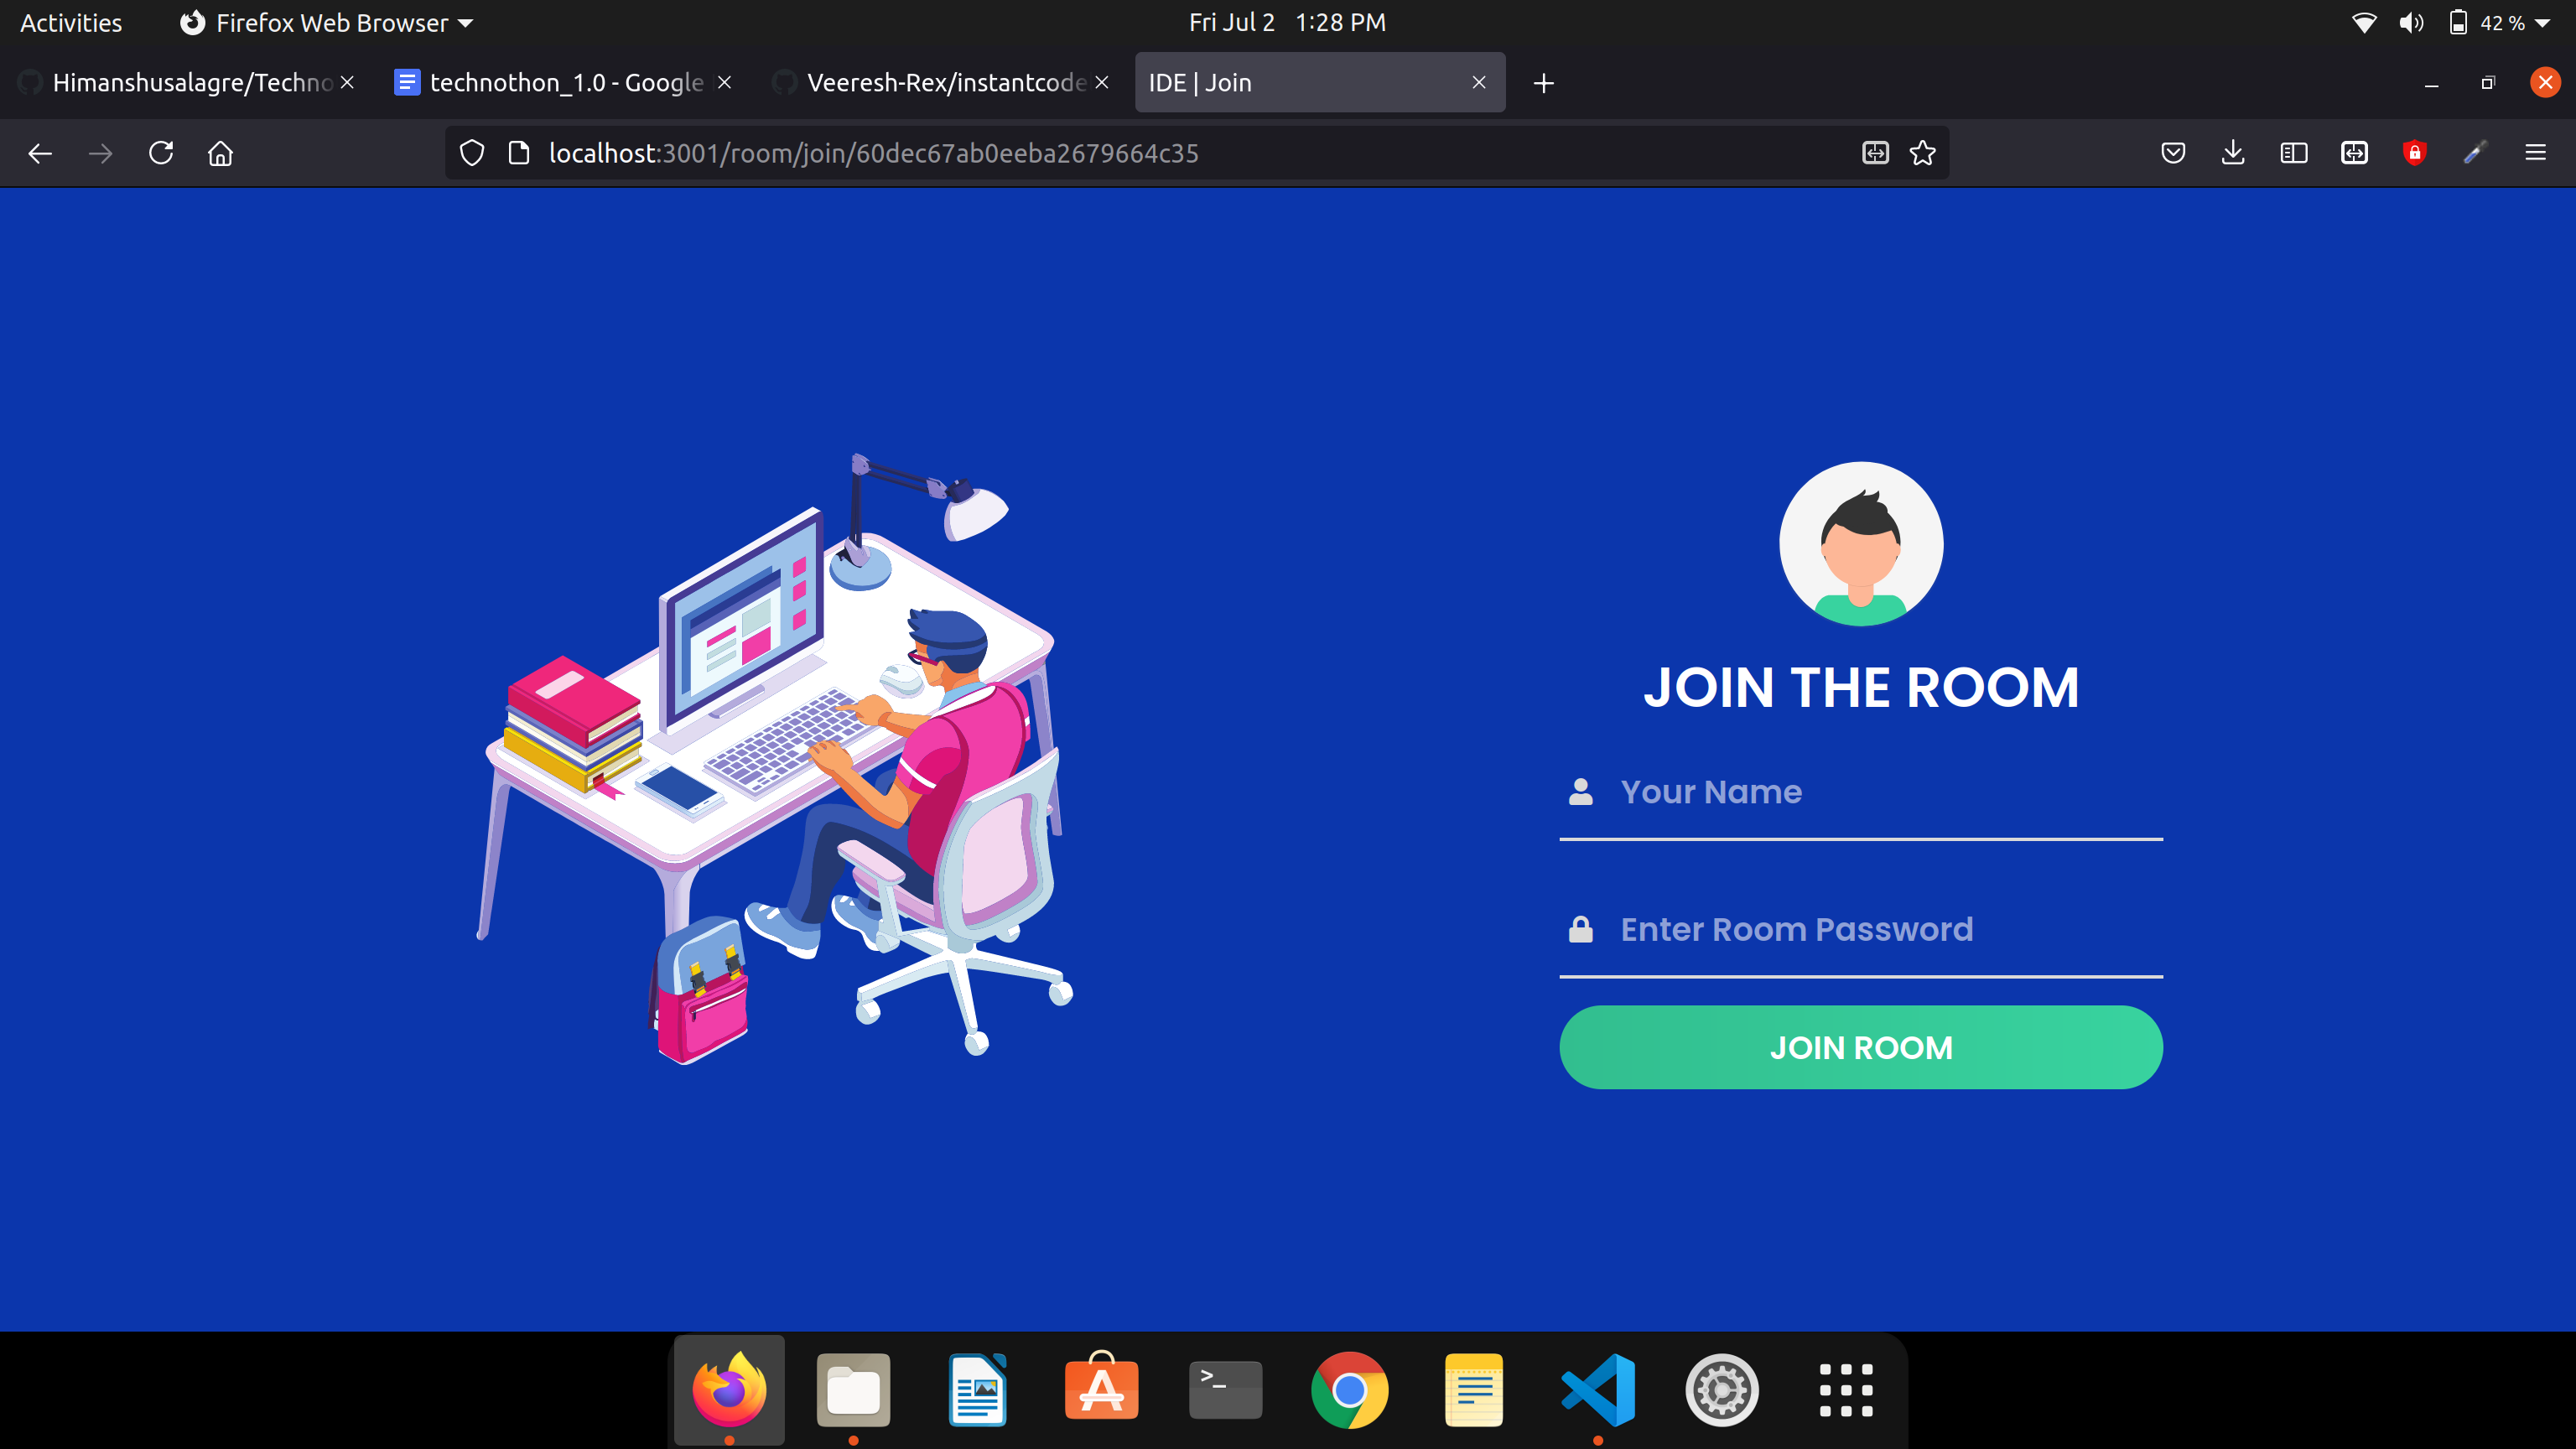 Activities
Firefox Web Browser
Fri Jul 2 1:28 PM
42 %
Himanshusalagre/Techno
technothon_1.0 - Google
Veeresh-Rex/instantcode
IDE | Join
localhost:3001/room/join/60dec67ab0eeba2679664c35
JOIN THE ROOM
Your Name
Enter Room Password
JOIN ROOM
>_